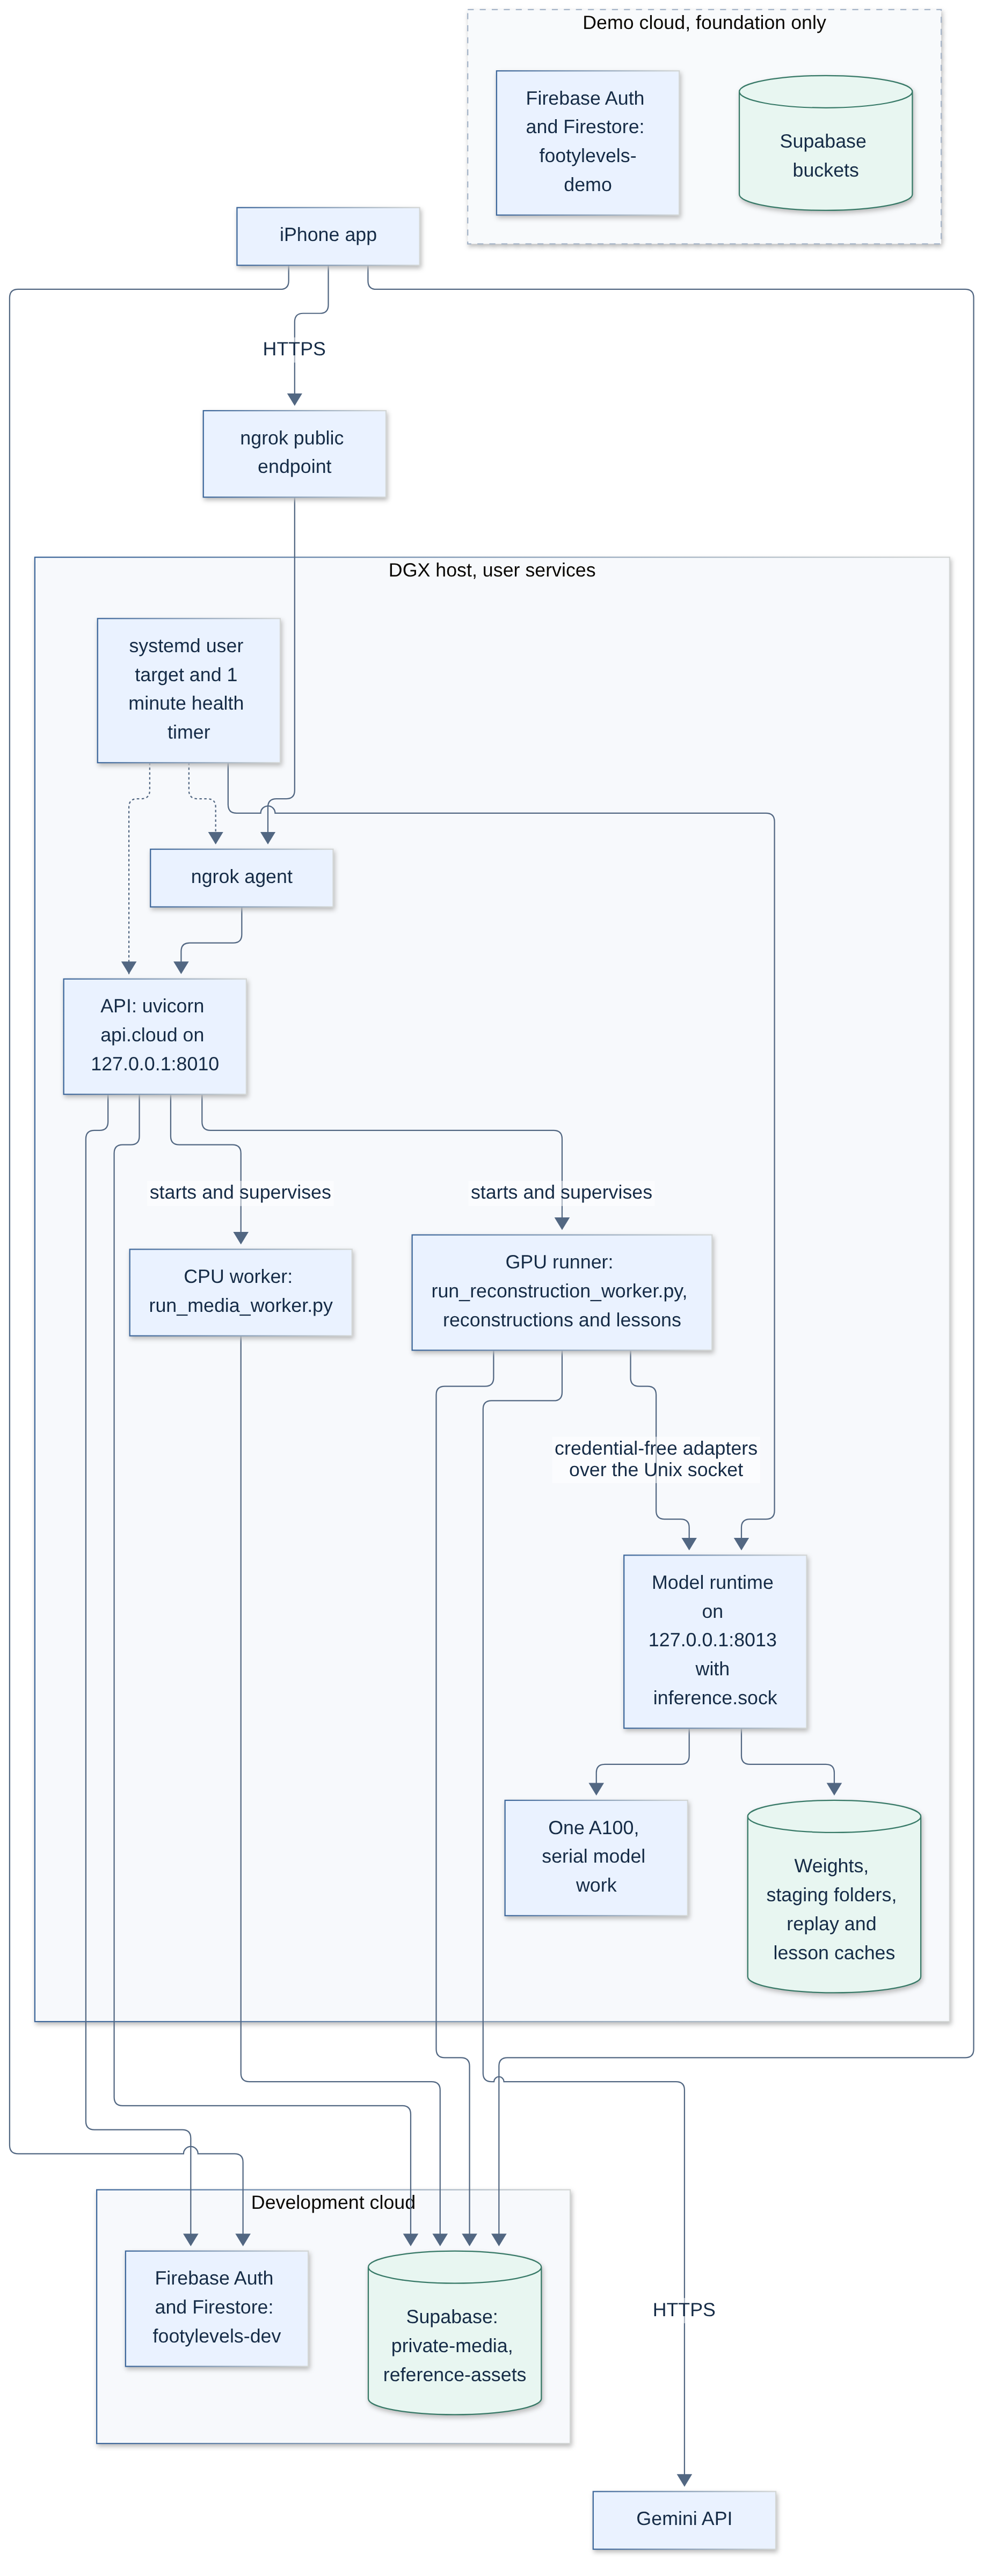 Demo cloud, foundation only
Firebase Auth
and Firestore:
footylevels-
demo
Supabase
buckets
iPhone app
HTTPS
ngrok public
endpoint
DGX host, user services
systemd user
target and 1
minute health
timer
ngrok agent
API: uvicorn
api.cloud on
127.0.0.1:8010
starts and supervises
starts and supervises
CPU worker:
run_media_worker.py
GPU runner:
run_reconstruction_worker.py,
reconstructions and lessons
credential-free adapters
over the Unix socket
Model runtime
on
127.0.0.1:8013
with
inference.sock
One A100,
serial model
work
Weights,
staging folders,
replay and
lesson caches
Development cloud
Firebase Auth
and Firestore:
footylevels-dev
Supabase:
private-media,
reference-assets
HTTPS
Gemini API